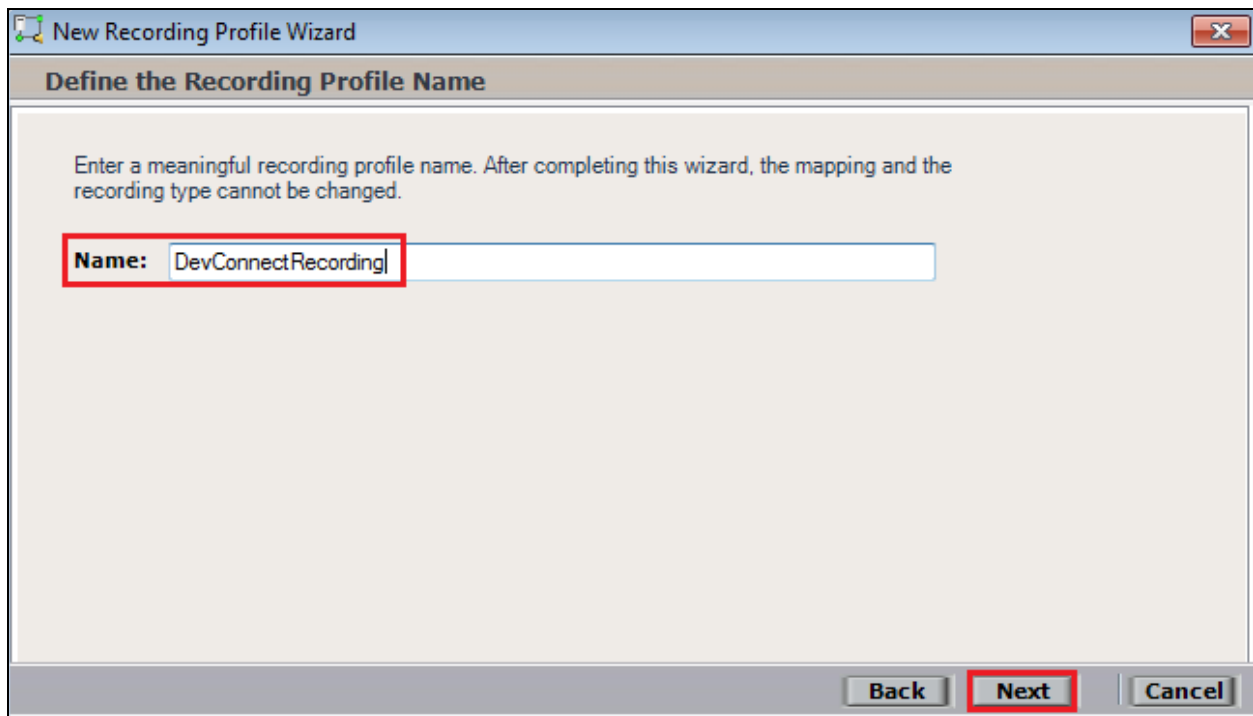 New Recording Profile Wizard
Define the Recording Profile Name
Enter a meaningful recording profile name. After completing this wizard, the mapping and the
recording type cannot be changed.
Name: DevConnectRecording
Back Next Cancel